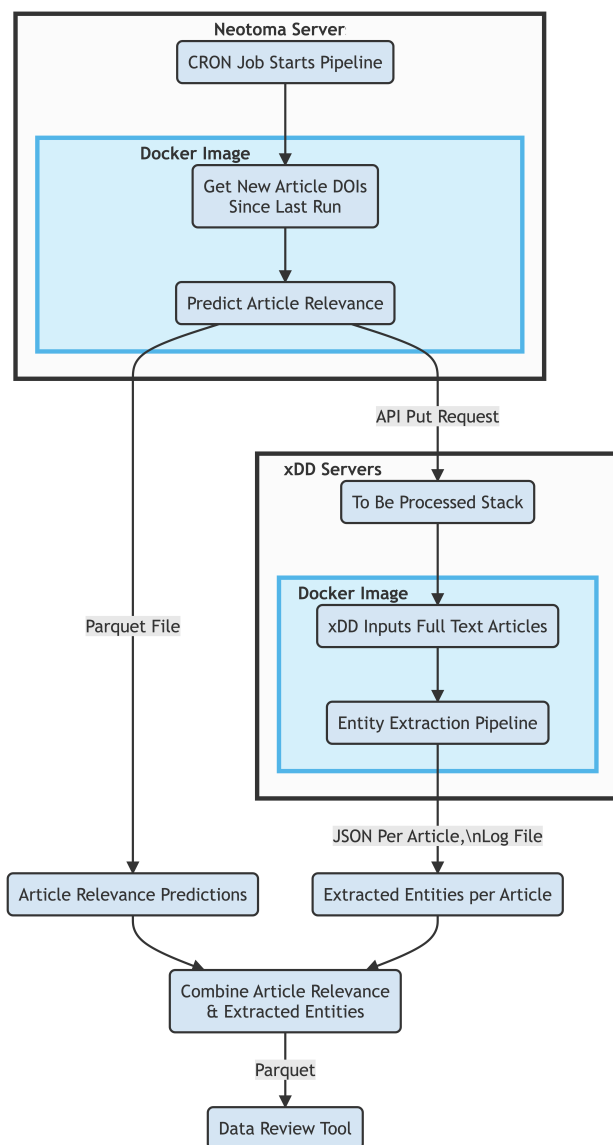 Neotoma Server
CRON Job Starts Pipeline
Docker Image
Get New Article DOIs
Since Last Run
Predict Article Relevance
API Put Request
xDD Servers
To Be Processed Stack
Docker Image
xDD Inputs Full Text Articles
Parquet File
Entity Extraction Pipeline
JSON Per Article,\nLog File
Article Relevance Predictions
Extracted Entities per Article
Combine Article Relevance
& Extracted Entities
Parquet
Data Review Tool